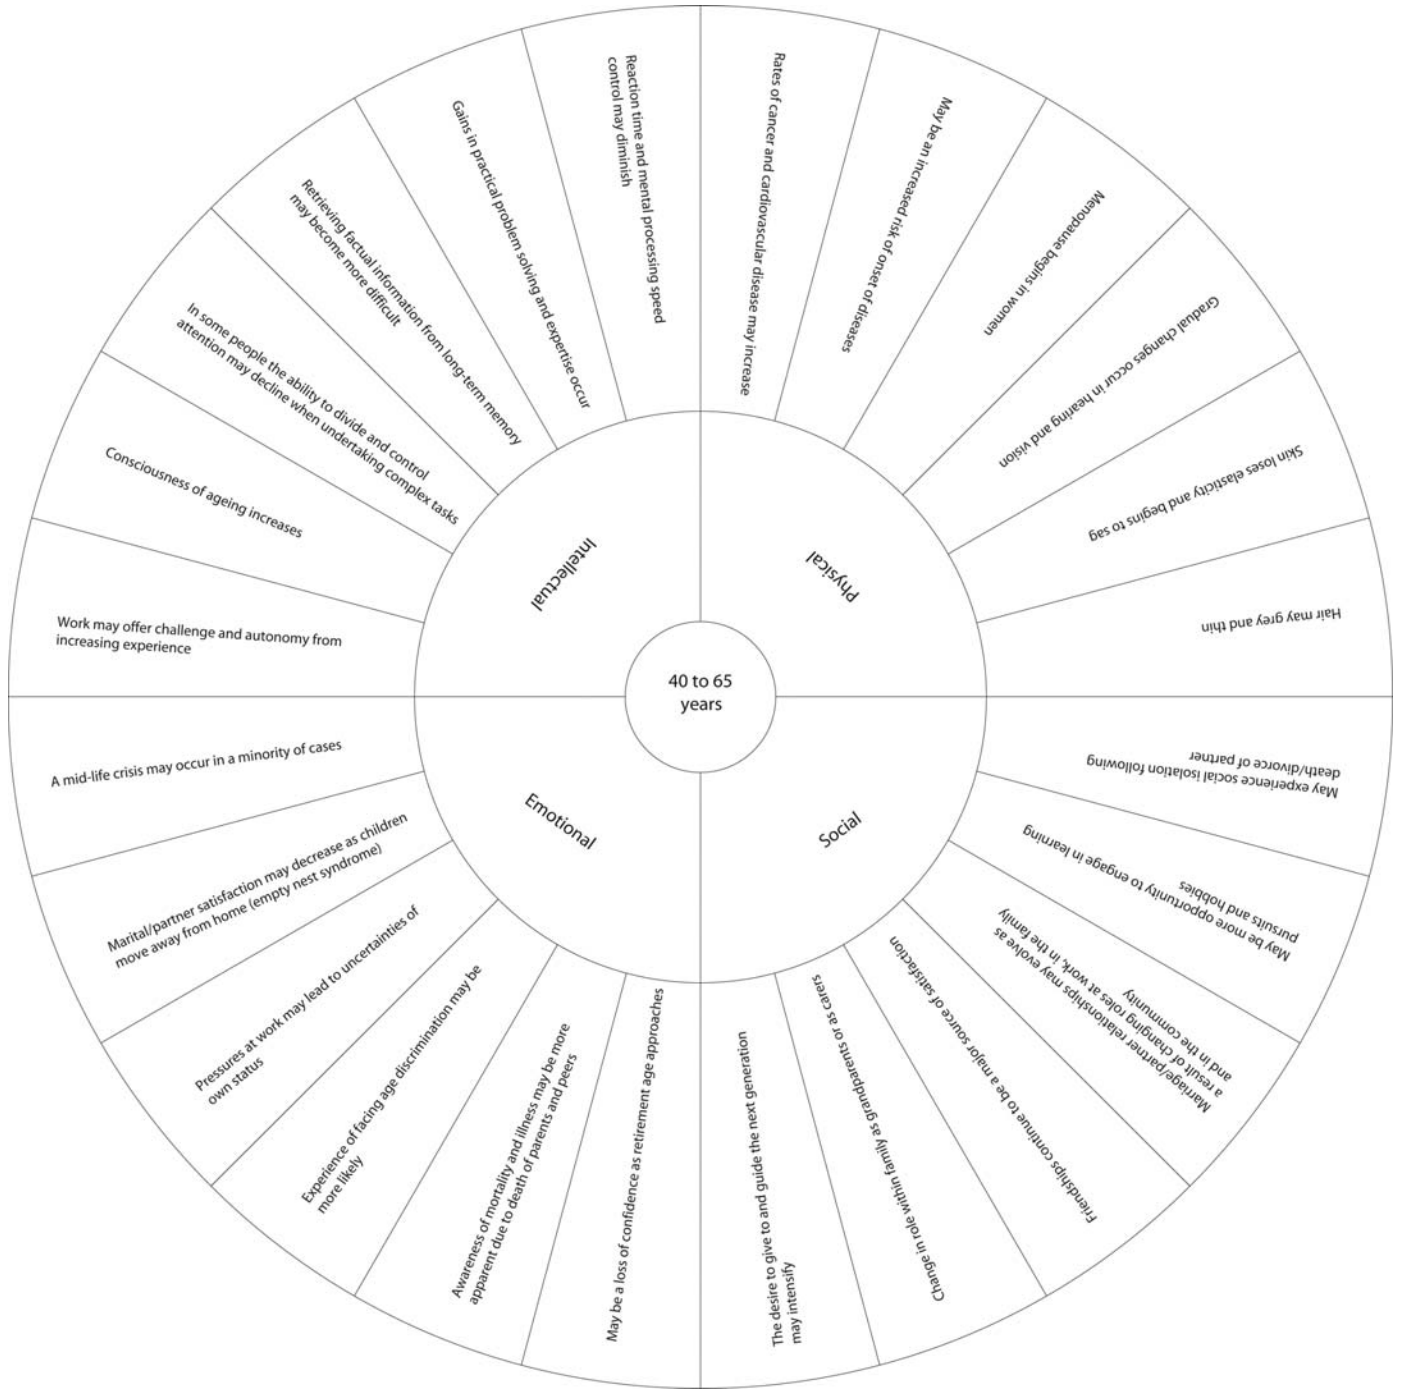 40 to 65
years
Physical
Rates of cancer and cardiovascular disease may increase
May be an increased risk of onset of diseases
Menopause begins in women
Gradual changes occur in hearing and vision
Skin loses elasticity and begins to sag
Hair may grey and thin
Social
May experience social isolation following
death/divorce of partner
May be more opportunity to engage in learning
pursuits and hobbies
Marriage/partner relationships may evolve as
a result of changing roles at work, in the family
and in the community
Friendships continue to be a major source of satisfaction
Change in role within family as grandparents or as carers
The desire to give to and guide the next generation
may intensify
Emotional
May be a loss of confidence as retirement age approaches
Awareness of mortality and illness may be more
apparent due to death of parents and peers
Experience of facing age discrimination may be
more likely
Pressures at work may lead to uncertainties of
own status
Marital/partner satisfaction may decrease as children
move away from home (empty nest syndrome)
A mid-life crisis may occur in a minority of cases
Intellectual
Work may offer challenge and autonomy from
increasing experience
Consciousness of ageing increases
In some people the ability to divide and control
attention may decline when undertaking complex tasks
Retrieving factual information from long-term memory
may become more difficult
Gains in practical problem solving and expertise occur
Reaction time and mental processing speed
control may diminish